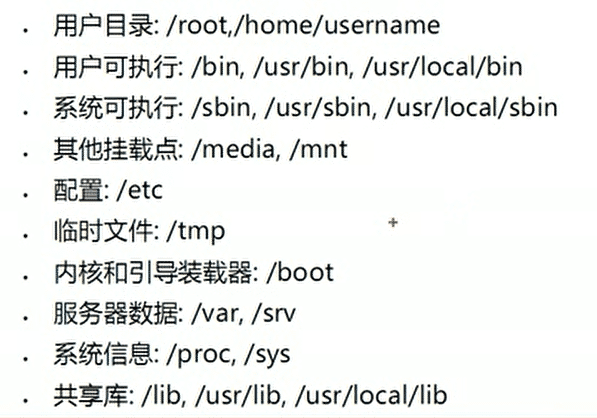 • 用户目录: /root,/home/username
• 用户可执行: /bin, /usr/bin, /usr/local/bin
• 系统可执行: /sbin, /usr/sbin, /usr/local/sbin
• 其他挂载点: /media, /mnt
• 配置: /etc
• 临时文件: /tmp
• 内核和引导装载器: /boot
• 服务器数据: /var, /srv
• 系统信息: /proc, /sys
• 共享库: /lib, /usr/lib, /usr/local/lib